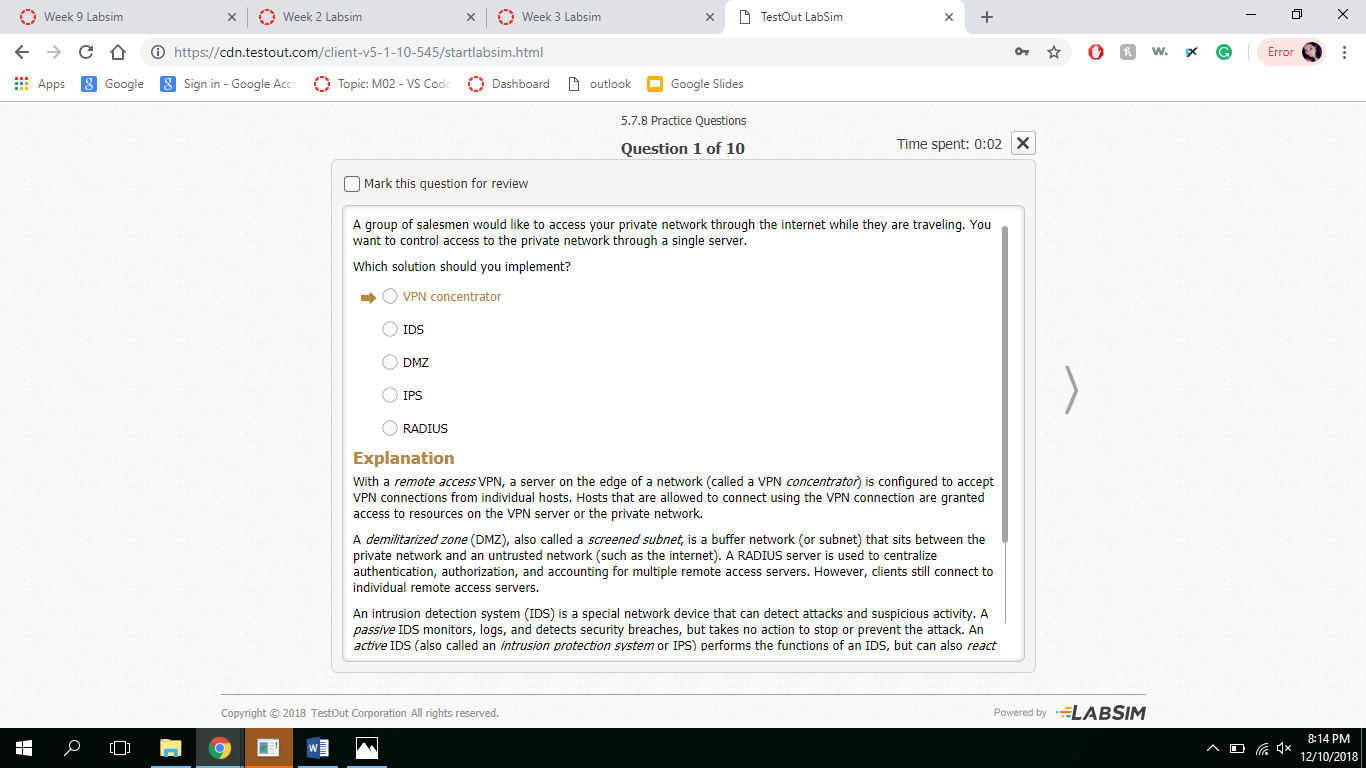 Week 9 Labsim
Week 2 Labsim
Week 3 Labsim
TestOut LabSim
https://cdn.testout.com/client-v5-1-10-545/startlabsim.html
Error
Apps
Google
Sign in - Google Acco
Topic: M02 - VS Code
Dashboard
outlook
Google Slides
5.7.8 Practice Questions
Question 1 of 10
Time spent: 0:02
Mark this question for review
A group of salesmen would like to access your private network through the internet while they are traveling. You
want to control access to the private network through a single server.
Which solution should you implement?
VPN concentrator
IDS
DMZ
IPS
RADIUS
Explanation
With a remote access VPN, a server on the edge of a network (called a VPN concentrator) is configured to accept
VPN connections from individual hosts. Hosts that are allowed to connect using the VPN connection are granted
access to resources on the VPN server or the private network.
A demilitarized zone (DMZ), also called a screened subnet, is a buffer network (or subnet) that sits between the
private network and an untrusted network (such as the internet). A RADIUS server is used to centralize
authentication, authorization, and accounting for multiple remote access servers. However, clients still connect to
individual remote access servers.
An intrusion detection system (IDS) is a special network device that can detect attacks and suspicious activity. A
passive IDS monitors, logs, and detects security breaches, but takes no action to stop or prevent the attack. An
active IDS (also called an intrusion protection system or IPS) performs the functions of an IDS, but can also react
Copyright © 2018 TestOut Corporation All rights reserved.
Powered by LABSIM
8:14 PM
12/10/2018